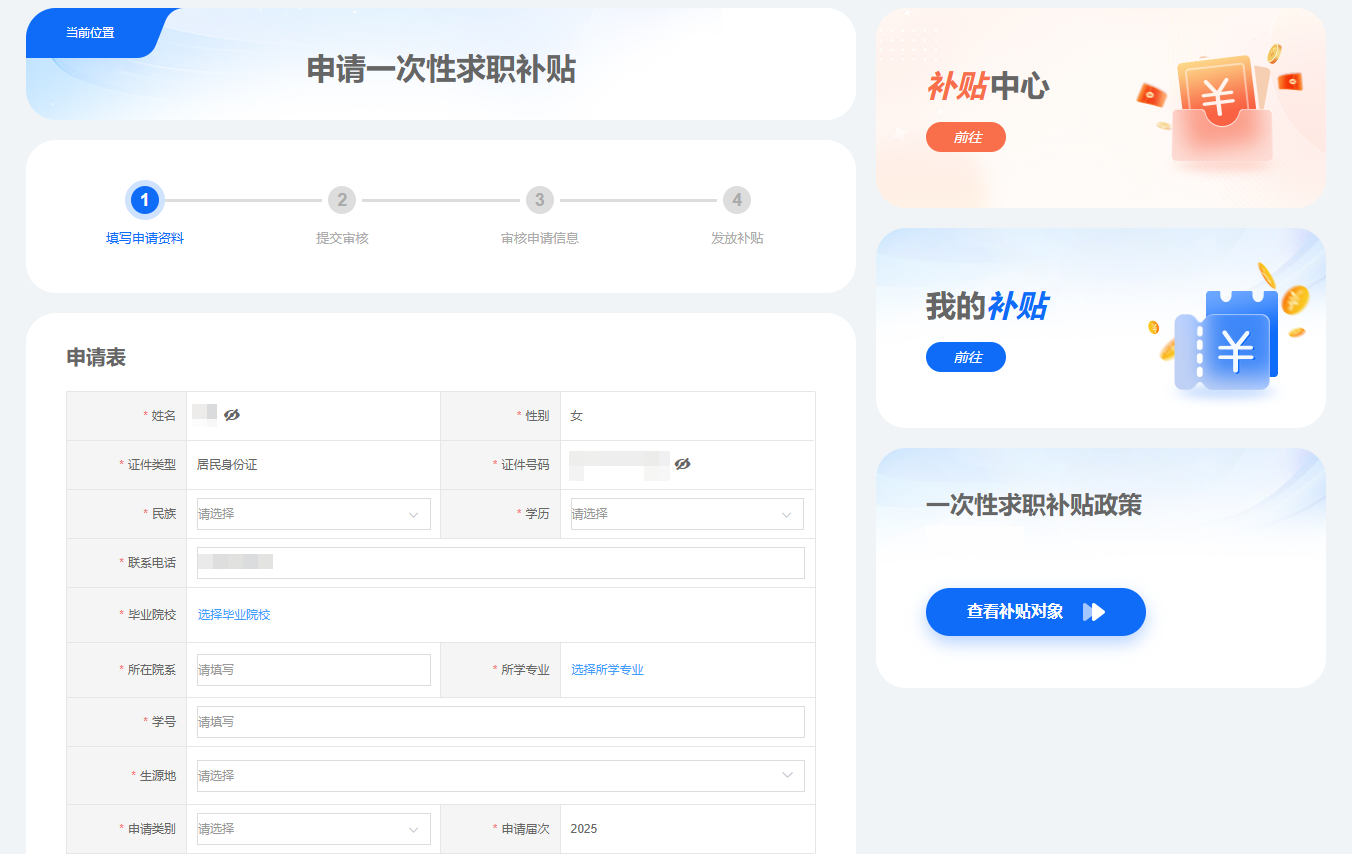 当前位置
申请一次性求职补贴
1 2 3 4
填写申请资料 提交审核 审核申请信息 发放补贴
申请表
* 姓名 * 性别 女
* 证件类型 居民身份证 * 证件号码
* 民族 请选择 * 学历 请选择
* 联系电话
* 毕业院校 选择毕业院校
* 所在院系 请填写 * 所学专业 选择所学专业
* 学号 请填写
* 生源地 请选择
* 申请类别 请选择 * 申请届次 2025
补贴中心
前往
¥
我的补贴
前往
¥
一次性求职补贴政策
查看补贴对象